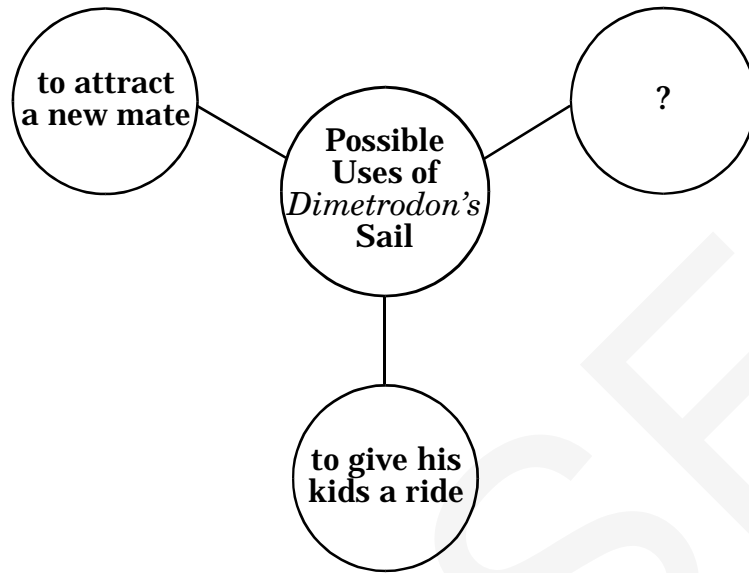 to attract
a new mate
Possible
Uses of
Dimetrodon's
Sail
?
to give his
kids a ride